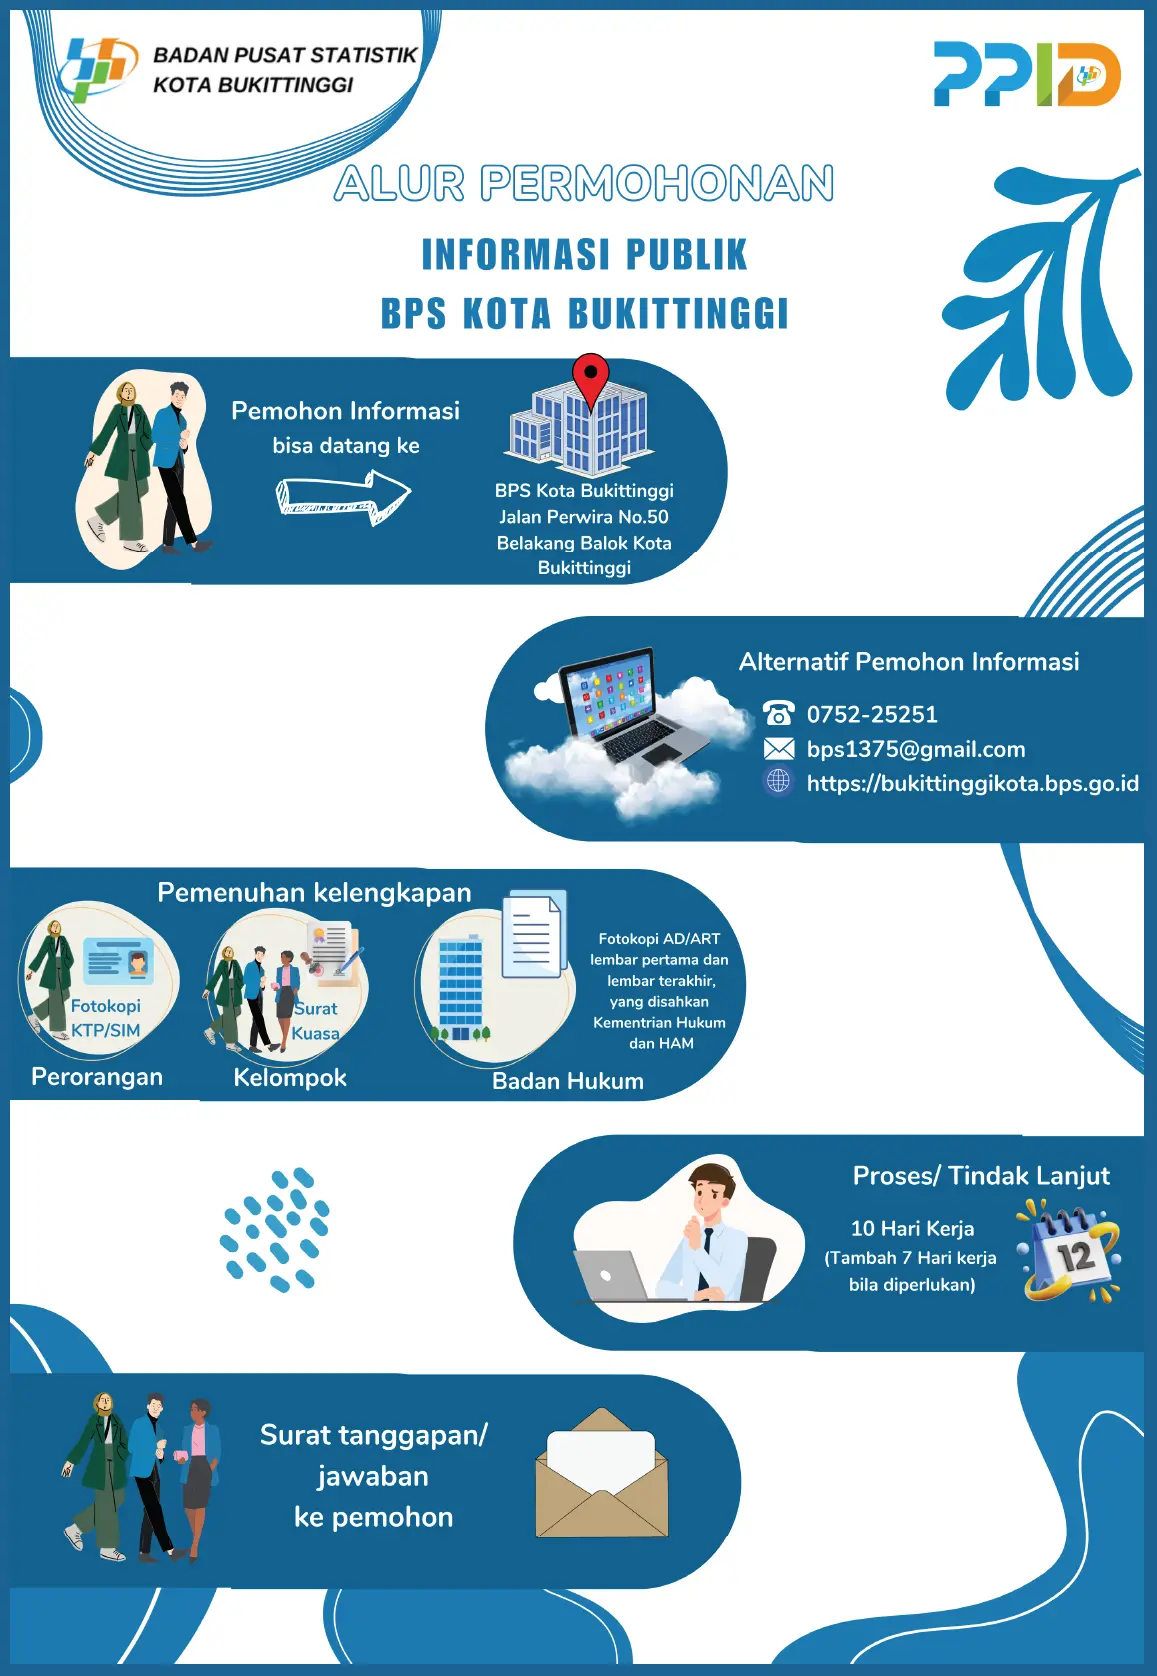 BADAN PUSAT STATISTIK
KOTA BUKITTINGGI
PPID
ALUR PERMOHONAN
INFORMASI PUBLIK
BPS KOTA BUKITTINGGI
Pemohon Informasi
bisa datang ke
BPS Kota Bukittinggi
Jalan Perwira No.50
Belakang Balok Kota
Bukittinggi
Alternatif Pemohon Informasi
0752-25251
bps1375@gmail.com
https://bukittinggikota.bps.go.id
Pemenuhan kelengkapan
Fotokopi
KTP/SIM
Perorangan
Surat
Kuasa
Kelompok
Badan Hukum
Fotokopi AD/ART
lembar pertama dan
lembar terakhir,
yang disahkan
Kementrian Hukum
dan HAM
Proses/ Tindak Lanjut
10 Hari Kerja
(Tambah 7 Hari kerja
bila diperlukan)
12
Surat tanggapan/
jawaban
ke pemohon